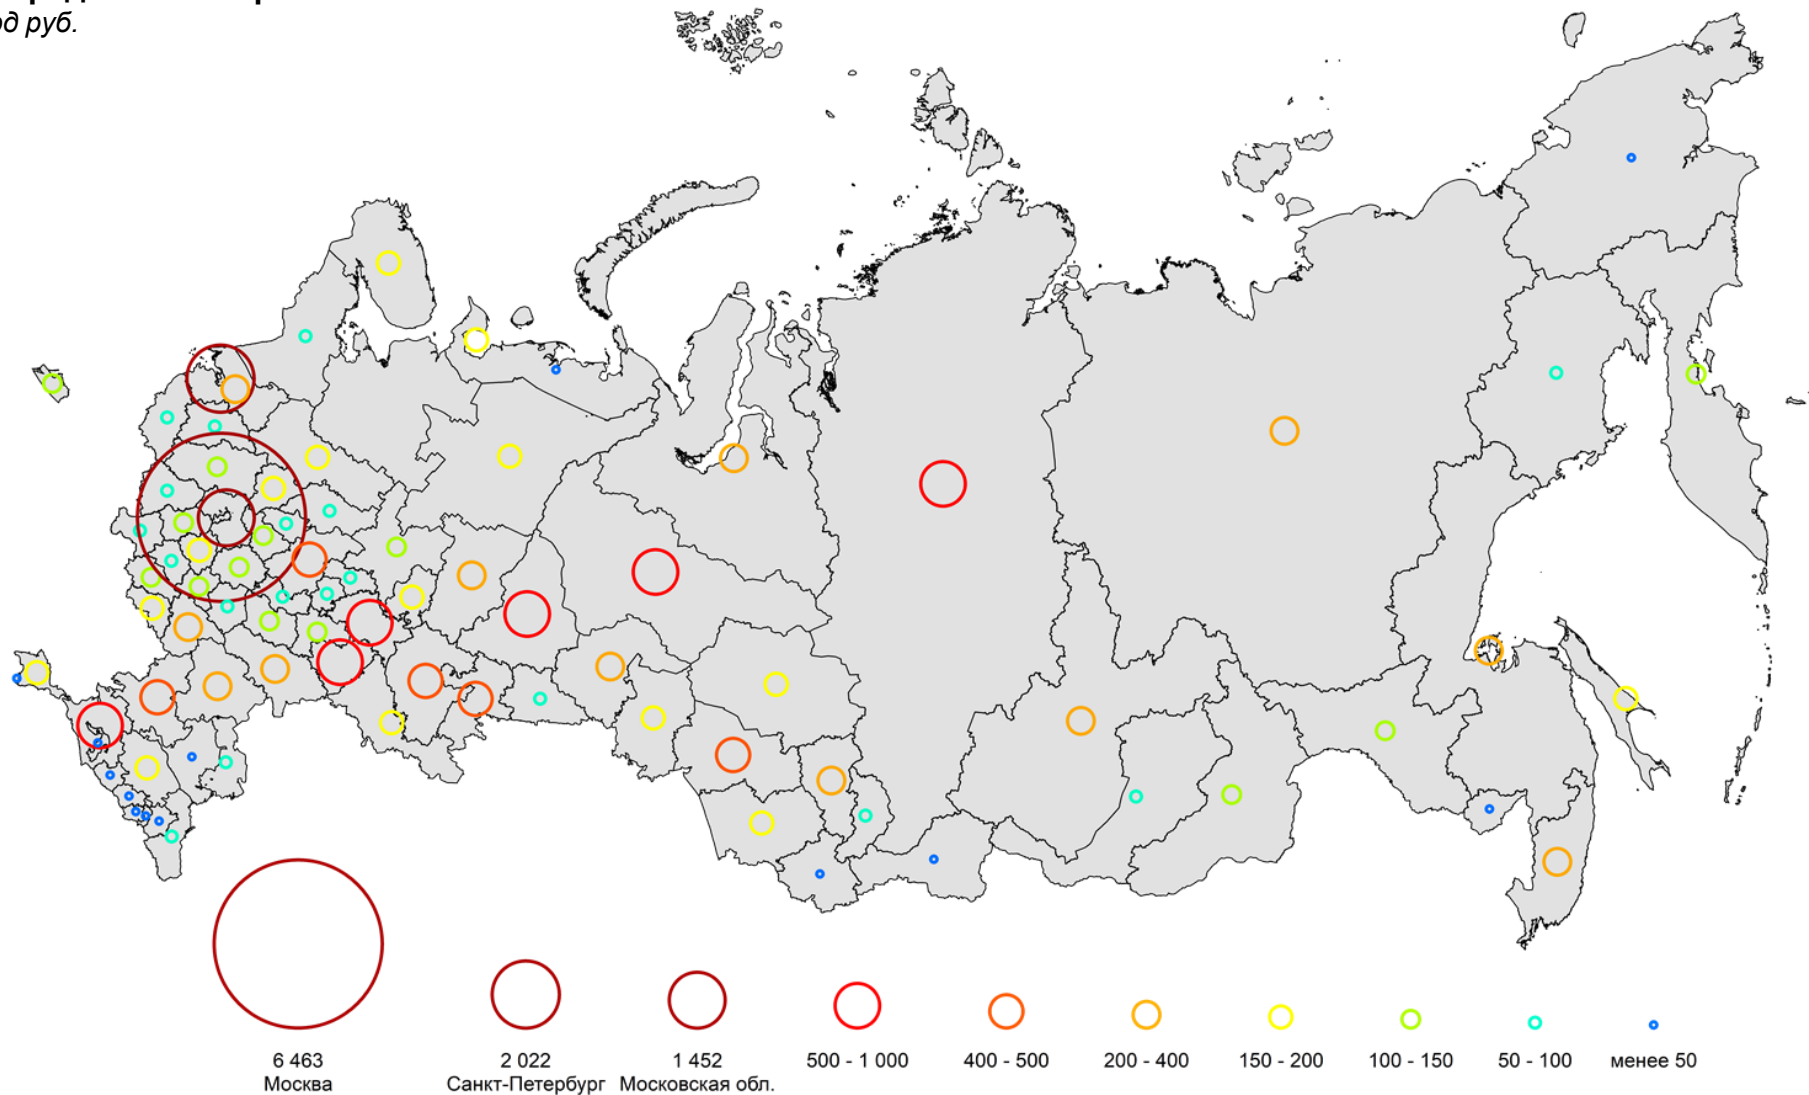 руб.
6 463
Москва
2 022
Санкт-Петербург
1 452
Московская обл.
500 - 1 000
400 - 500
200 - 400
150 - 200
100 - 150
50 - 100
менее 50